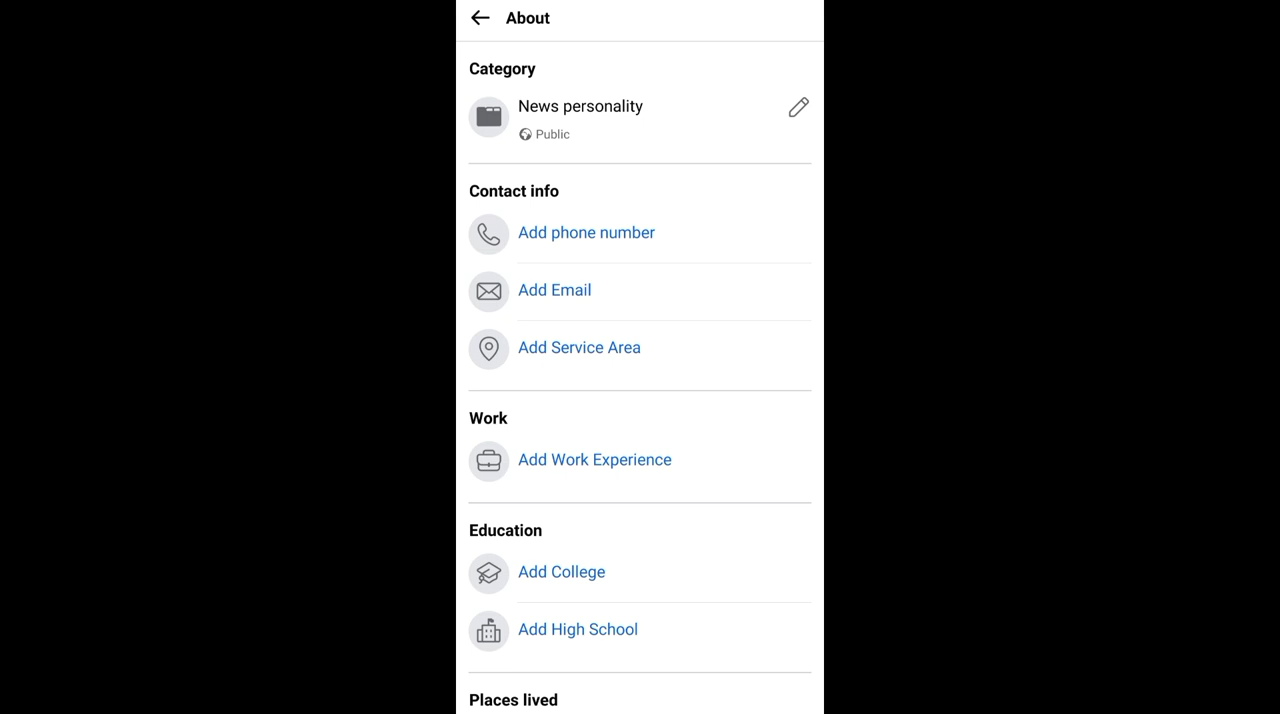 About
Category
News personality
Public
Contact info
Add phone number
Add Email
Add Service Area
Work
Add Work Experience
Education
Add College
Add High School
Places lived